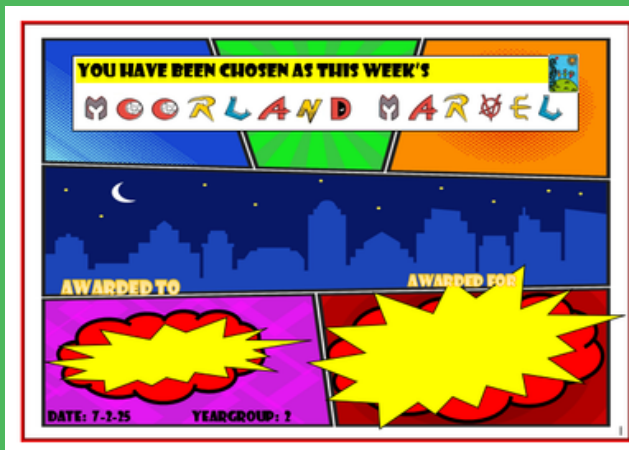 YOU HAVE BEEN CHOSEN AS THIS WEEK'S
MOORLAND MARVEL
AWARDED TO
AWARDED FOR
DATE: 7-2-25
YEARGROUP: 2